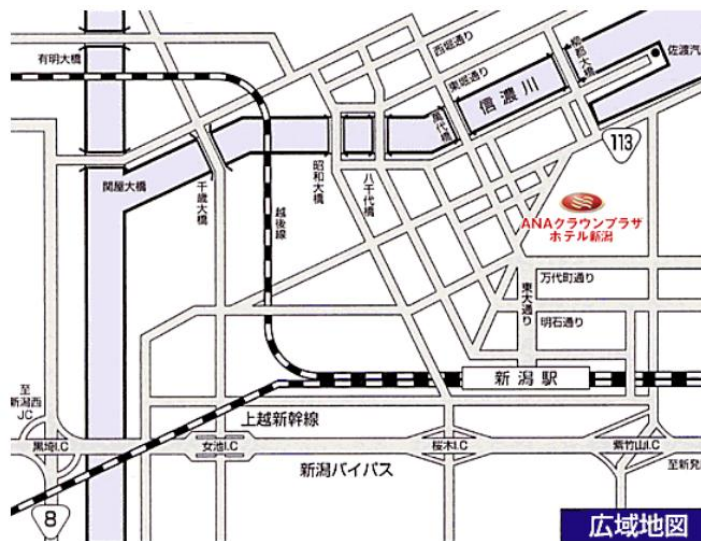 有明大橋
西堀通り
東堀通り
柳都大橋
佐渡汽
信濃川
萬代橋
113
関屋大橋
千歳大橋
越後線
昭和大橋
八千代橋
ANAクラウンプラザ
ホテル新潟
万代町通り
東大通り
明石通り
新潟駅
至
新潟西
JC
上越新幹線
黒埼I.C
女池I.C
桜木I.C
紫竹山I.C
新潟バイパス
至新発
8
広域地図